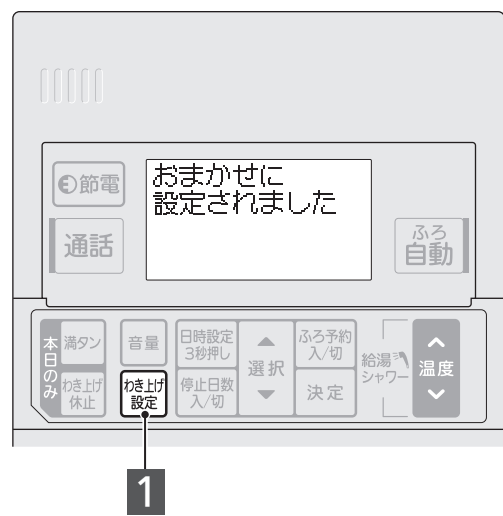 節電
おまかせに
設定されました
通話
ふろ
自動
本日のみ
満タン
わき上げ
休止
音量
わき上げ
設定
日時設定
3秒押し
停止日数
入/切
選択
ふろ予約
入/切
決定
給湯
シャワー
温度
1